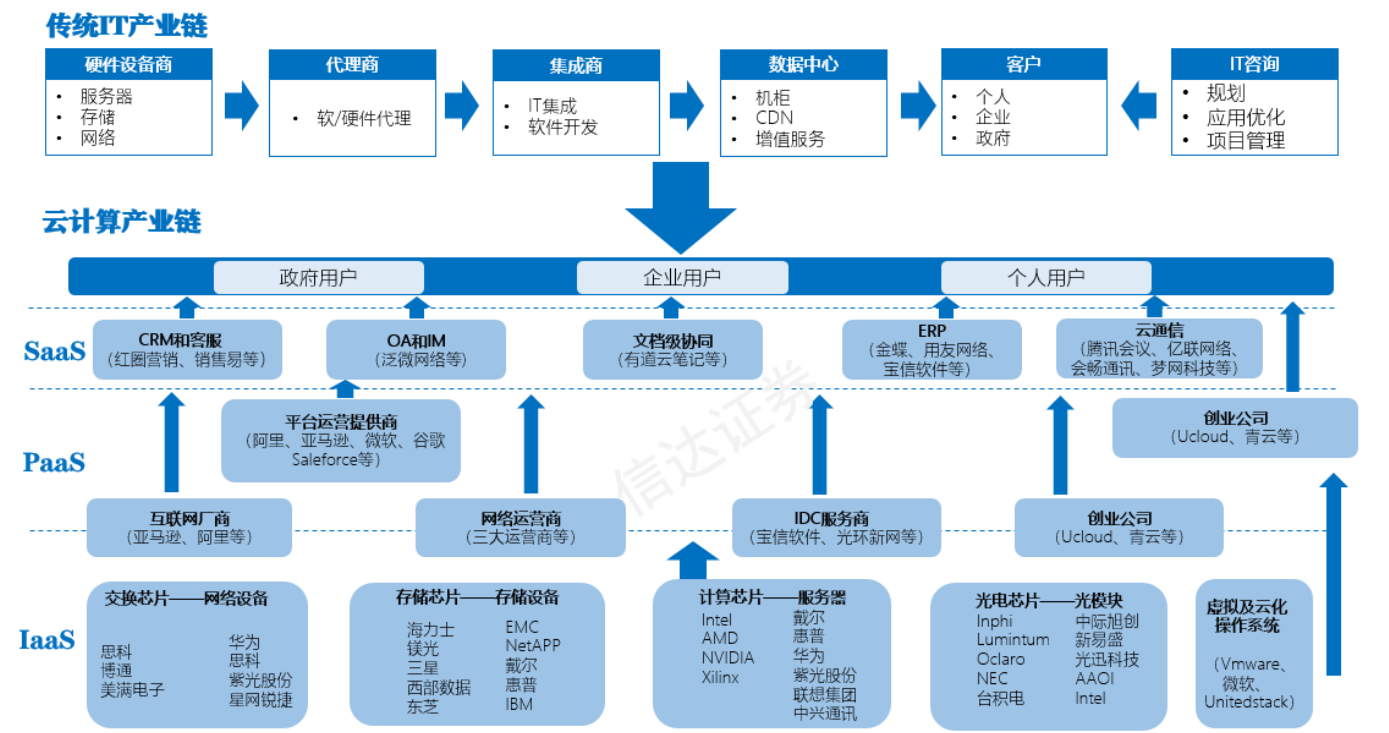 传统IT产业链
硬件设备商
• 服务器
• 存储
• 网络
代理商
• 软/硬件代理
集成商
• IT集成
• 软件开发
数据中心
• 机柜
• CDN
• 增值服务
客户
• 个人
• 企业
• 政府
IT咨询
• 规划
• 应用优化
• 项目管理
云计算产业链
政府用户
企业用户
个人用户
SaaS
CRM和客服
(红圈营销、销售易等)
OA和IM
(泛微网络等)
文档级协同
(有道云笔记等)
ERP
(金蝶、用友网络、
宝信软件等)
云通信
(腾讯会议、亿联网络、
会畅通讯、梦网科技等)
PaaS
平台运营提供商
(阿里、亚马逊、微软、谷歌
Saleforce等)
创业公司
(Ucloud、青云等)
互联网厂商
(亚马逊、阿里等)
网络运营商
(三大运营商等)
IDC服务商
(宝信软件、光环新网等)
创业公司
(Ucloud、青云等)
IaaS
交换芯片——网络设备
思科
博通
美满电子
华为
思科
紫光股份
星网锐捷
存储芯片——存储设备
海力士
镁光
三星
西部数据
东芝
EMC
NetAPP
戴尔
惠普
IBM
计算芯片——服务器
Intel
AMD
NVIDIA
Xilinx
戴尔
惠普
华为
紫光股份
联想集团
中兴通讯
光电芯片——光模块
Inphi
Lumintum
Oclaro
NEC
台积电
中际旭创
新易盛
光迅科技
AAOI
Intel
虚拟及云化
操作系统
(Vmware、
微软、
Unitedstack)
信达证券